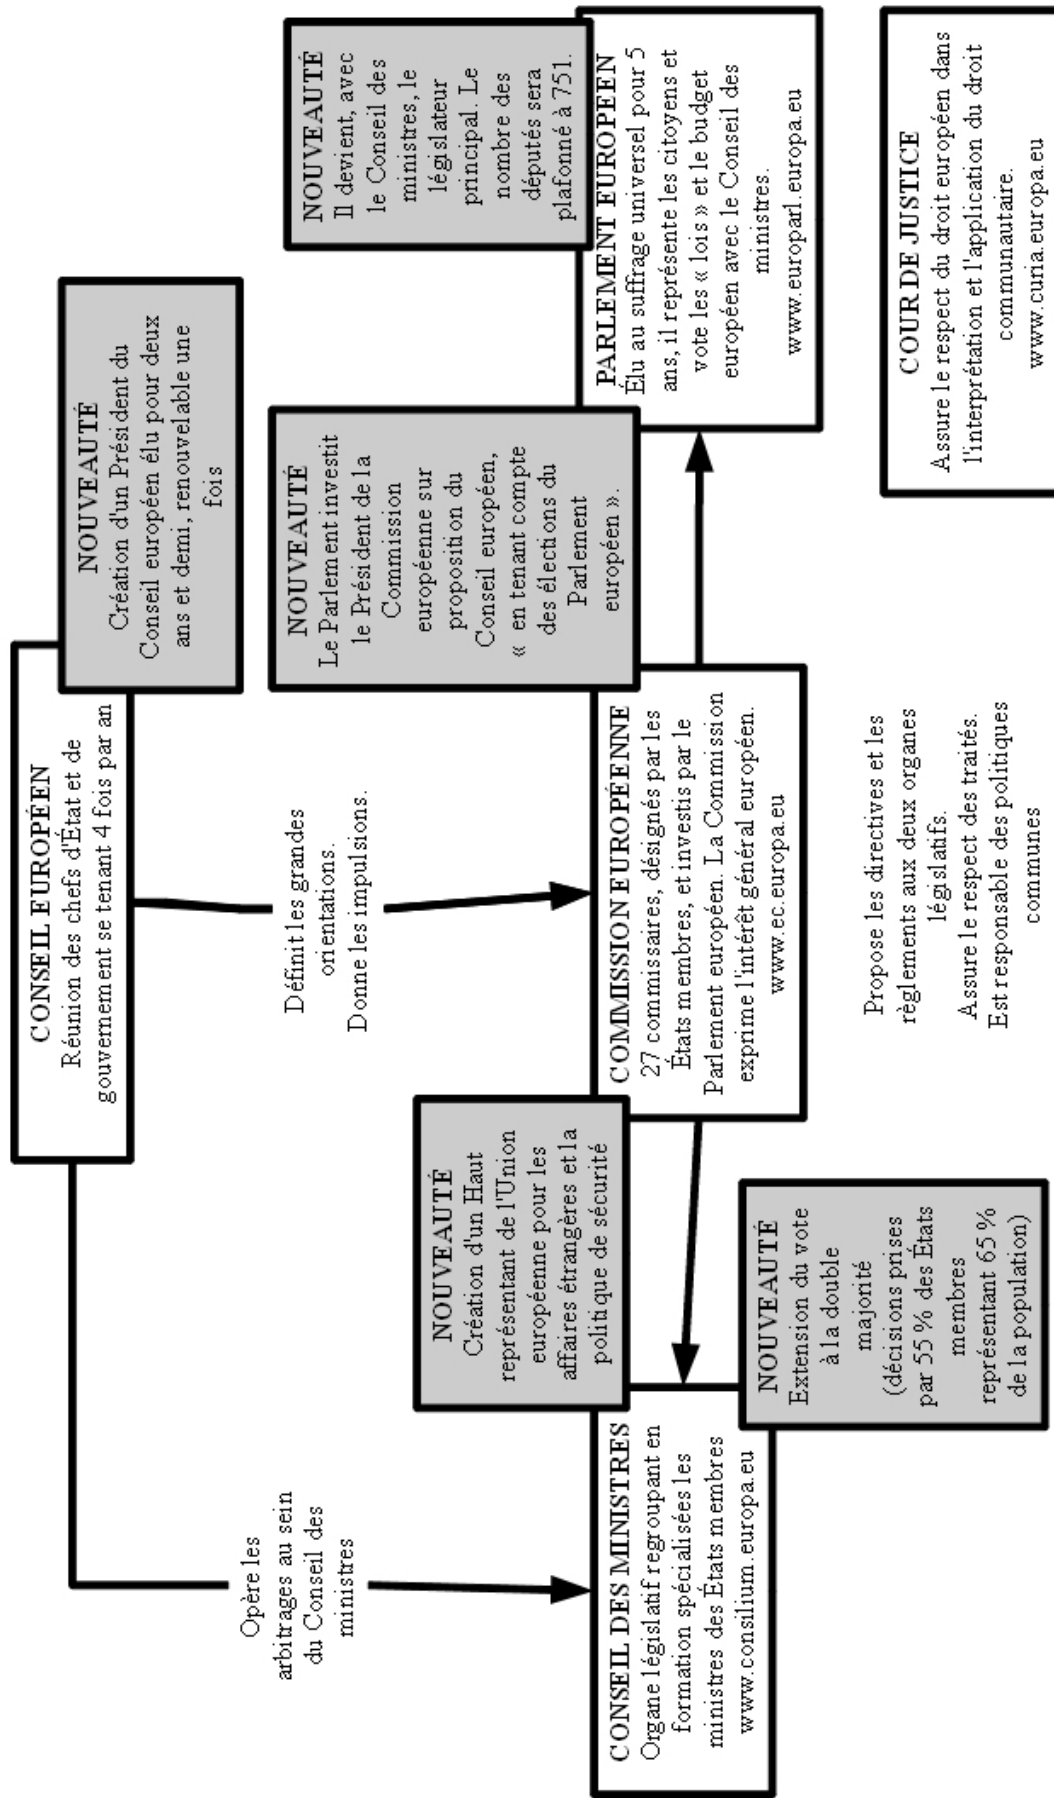 CONSEIL EUROPÉEN
Réunion des chefs d'État et de
gouvernement se tenant 4 fois par an
NOUVEAUTÉ
Création d'un Président du
Conseil européen élu pour deux
ans et demi, renouvelable une
fois
Opère les
arbitrages au sein
du Conseil des
ministres
Définit les grandes
orientations.
Donne les impulsions.
NOUVEAUTÉ
Création d'un Haut
représentant de l'Union
européenne pour les
affaires étrangères et la
politique de sécurité
NOUVEAUTÉ
Le Parlement investit
le Président de la
Commission
européenne sur
proposition du
Conseil européen,
« en tenant compte
des élections du
Parlement
européen ».
NOUVEAUTÉ
Il devient, avec
le Conseil des
ministres, le
législateur
principal. Le
nombre des
députés sera
plafonné à 751.
CONSEIL DES MINISTRES
Organe législatif regroupant en
formation spécialisées les
ministres des États membres
www.consilium.europa.eu
NOUVEAUTÉ
Extension du vote
à la double
majorité
(décisions prises
par 55 % des États
membres
représentant 65 %
de la population)
COMMISSION EUROPÉENNE
27 commissaires, désignés par les
États membres, et investis par le
Parlement européen. La Commission
exprime l'intérêt général européen.
www.ec.europa.eu
PARLEMENT EUROPÉEN
Élu au suffrage universel pour 5
ans, il représente les citoyens et
vote les « lois » et le budget
européen avec le Conseil des
ministres.
www.europarl.europa.eu
Propose les directives et les
règlements aux deux organes
législatifs.
Assure le respect des traités.
Est responsable des politiques
communes
COUR DE JUSTICE
Assure le respect du droit européen dans
l'interprétation et l'application du droit
communautaire.
www.curia.europa.eu